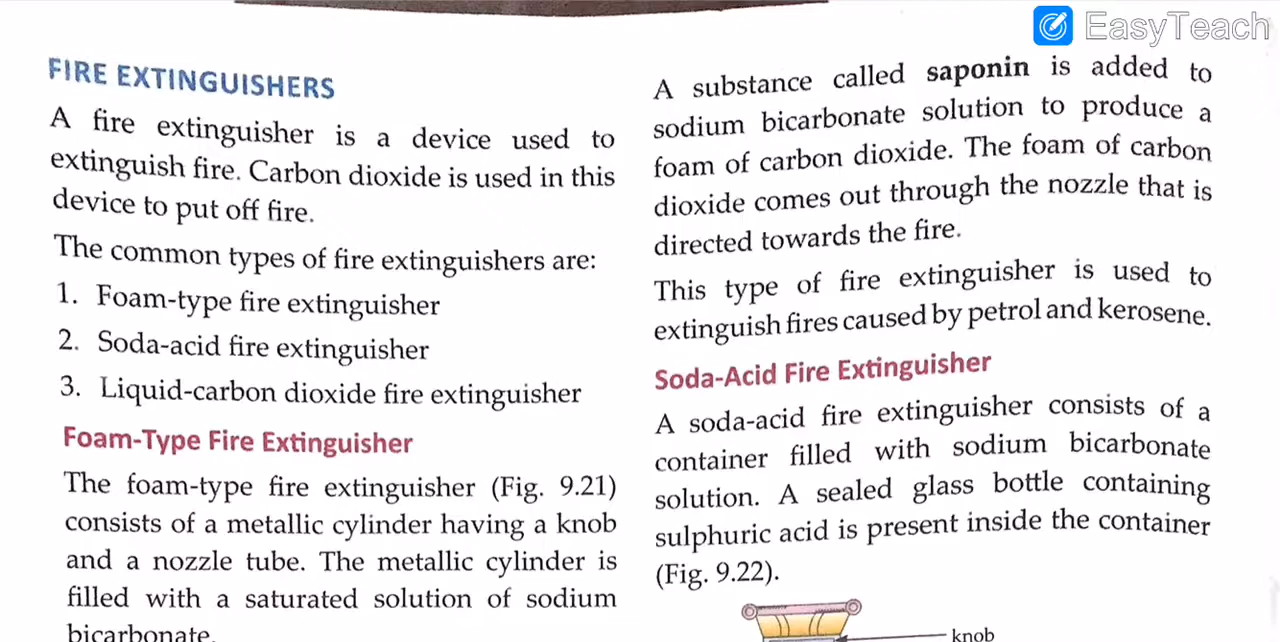 EasyTeach
FIRE EXTINGUISHERS
A fire extinguisher is a device used to
extinguish fire. Carbon dioxide is used in this
device to put off fire.
The common types of fire extinguishers are:
1. Foam-type fire extinguisher
2. Soda-acid fire extinguisher
3. Liquid-carbon dioxide fire extinguisher
Foam-Type Fire Extinguisher
The foam-type fire extinguisher (Fig. 9.21)
consists of a metallic cylinder having a knob
and a nozzle tube. The metallic cylinder is
filled with a saturated solution of sodium
bicarbonate.
A substance called saponin is added to
sodium bicarbonate solution to produce a
foam of carbon dioxide. The foam of carbon
dioxide comes out through the nozzle that is
directed towards the fire.
This type of fire extinguisher is used to
extinguish fires caused by petrol and kerosene.
Soda-Acid Fire Extinguisher
A soda-acid fire extinguisher consists of a
container filled with sodium bicarbonate
solution. A sealed glass bottle containing
sulphuric acid is present inside the container
(Fig. 9.22).
knob